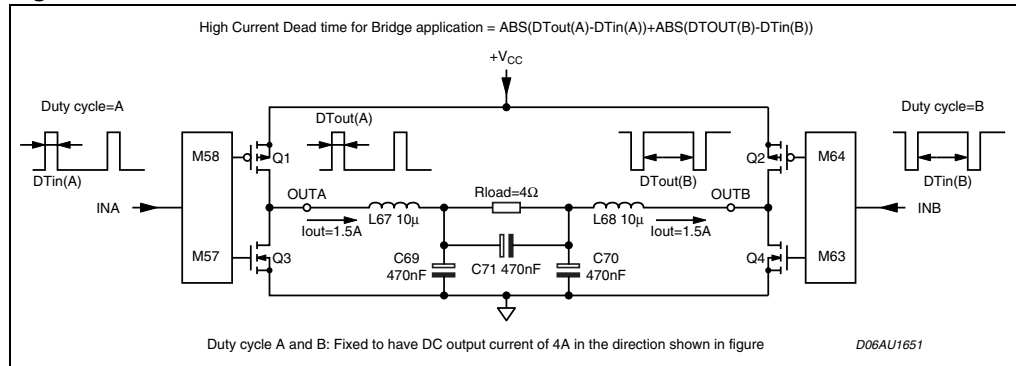 High Current Dead time for Bridge application = ABS(DTout(A)-DTin(A))+ABS(DTOUT(B)-DTin(B))
+VCC
Duty cycle=A
DTin(A)
INA
M58
M57
Q1
Q3
DTout(A)
OUTA
Iout=1.5A
L67 10μ
Rload=4Ω
C69
470nF
C71 470nF
C70
470nF
L68 10μ
DTout(B)
Iout=1.5A
OUTB
Q2
Q4
M64
M63
Duty cycle=B
DTin(B)
INB
Duty cycle A and B: Fixed to have DC output current of 4A in the direction shown in figure
D06AU1651